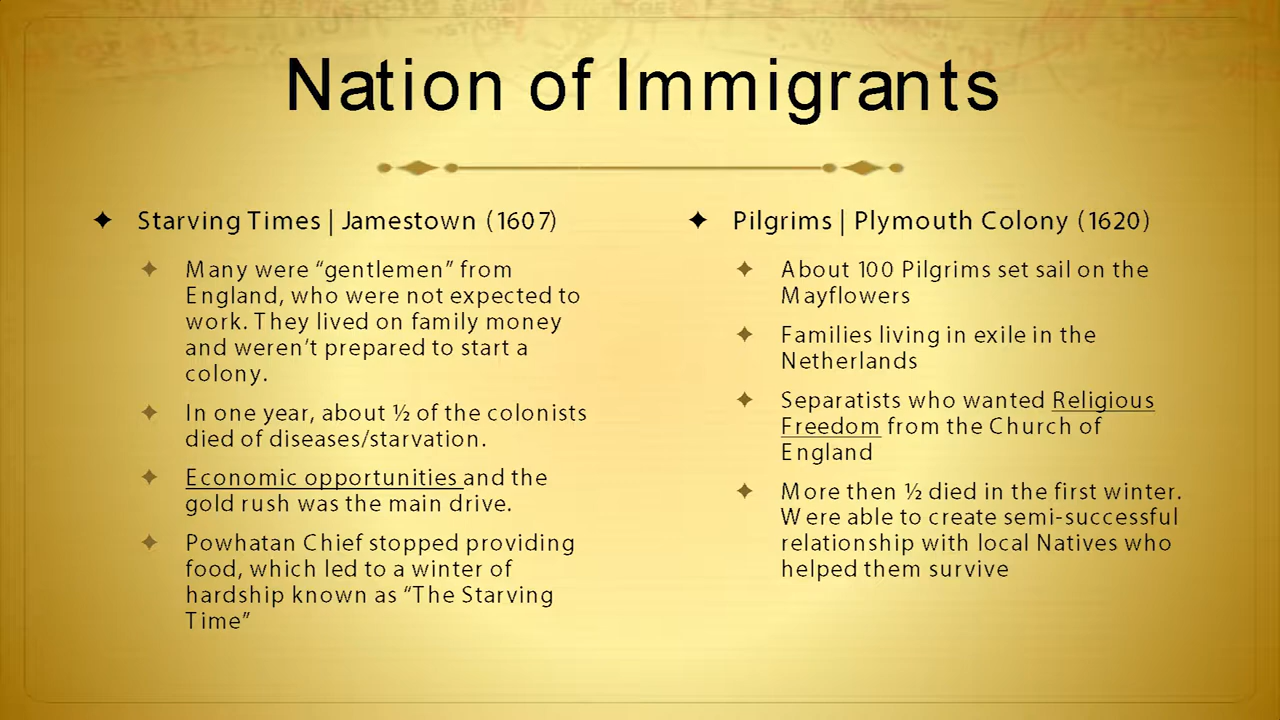 Nation of Immigrants
Starving Times | Jamestown (1607)
Many were “gentlemen” from
England, who were not expected to
work. They lived on family money
and weren’t prepared to start a
colony.
In one year, about ½ of the colonists
died of diseases/starvation.
Economic opportunities and the
gold rush was the main drive.
Powhatan Chief stopped providing
food, which led to a winter of
hardship known as “The Starving
Time”
Pilgrims | Plymouth Colony (1620)
About 100 Pilgrims set sail on the
Mayflowers
Families living in exile in the
Netherlands
Separatists who wanted Religious
Freedom from the Church of
England
More then ½ died in the first winter.
Were able to create semi-successful
relationship with local Natives who
helped them survive